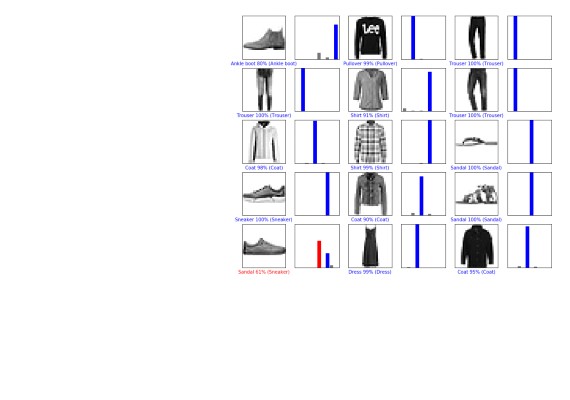 Lee
Ankle boot 80% (Ankle boot)
Pullover 99% (Pullover)
Trouser 100% (Trouser)
Trouser 100% (Trouser)
Shirt 91% (Shirt)
Trouser 100% (Trouser)
Coat 98% (Coat)
Shirt 99% (Shirt)
Sandal 100% (Sandal)
Sneaker 100% (Sneaker)
Coat 90% (Coat)
Sandal 100% (Sandal)
Sandal 61% (Sneaker)
Dress 99% (Dress)
Coat 95% (Coat)